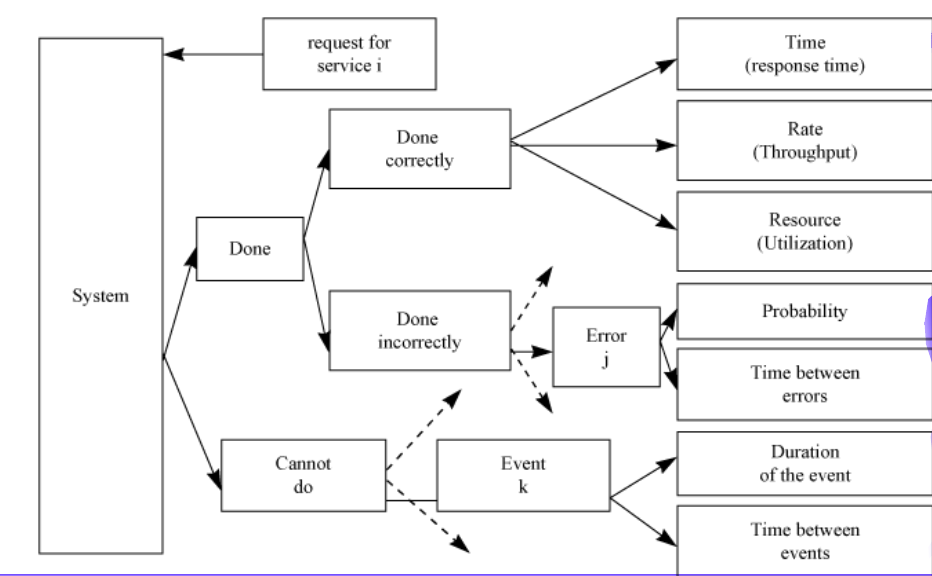 request for
service i
Time
(response time)
Done
correctly
Rate
(Throughput)
Resource
(Utilization)
Done
System
Done
incorrectly
Error
j
Probability
Time between
errors
Cannot
do
Event
k
Duration
of the event
Time between
events